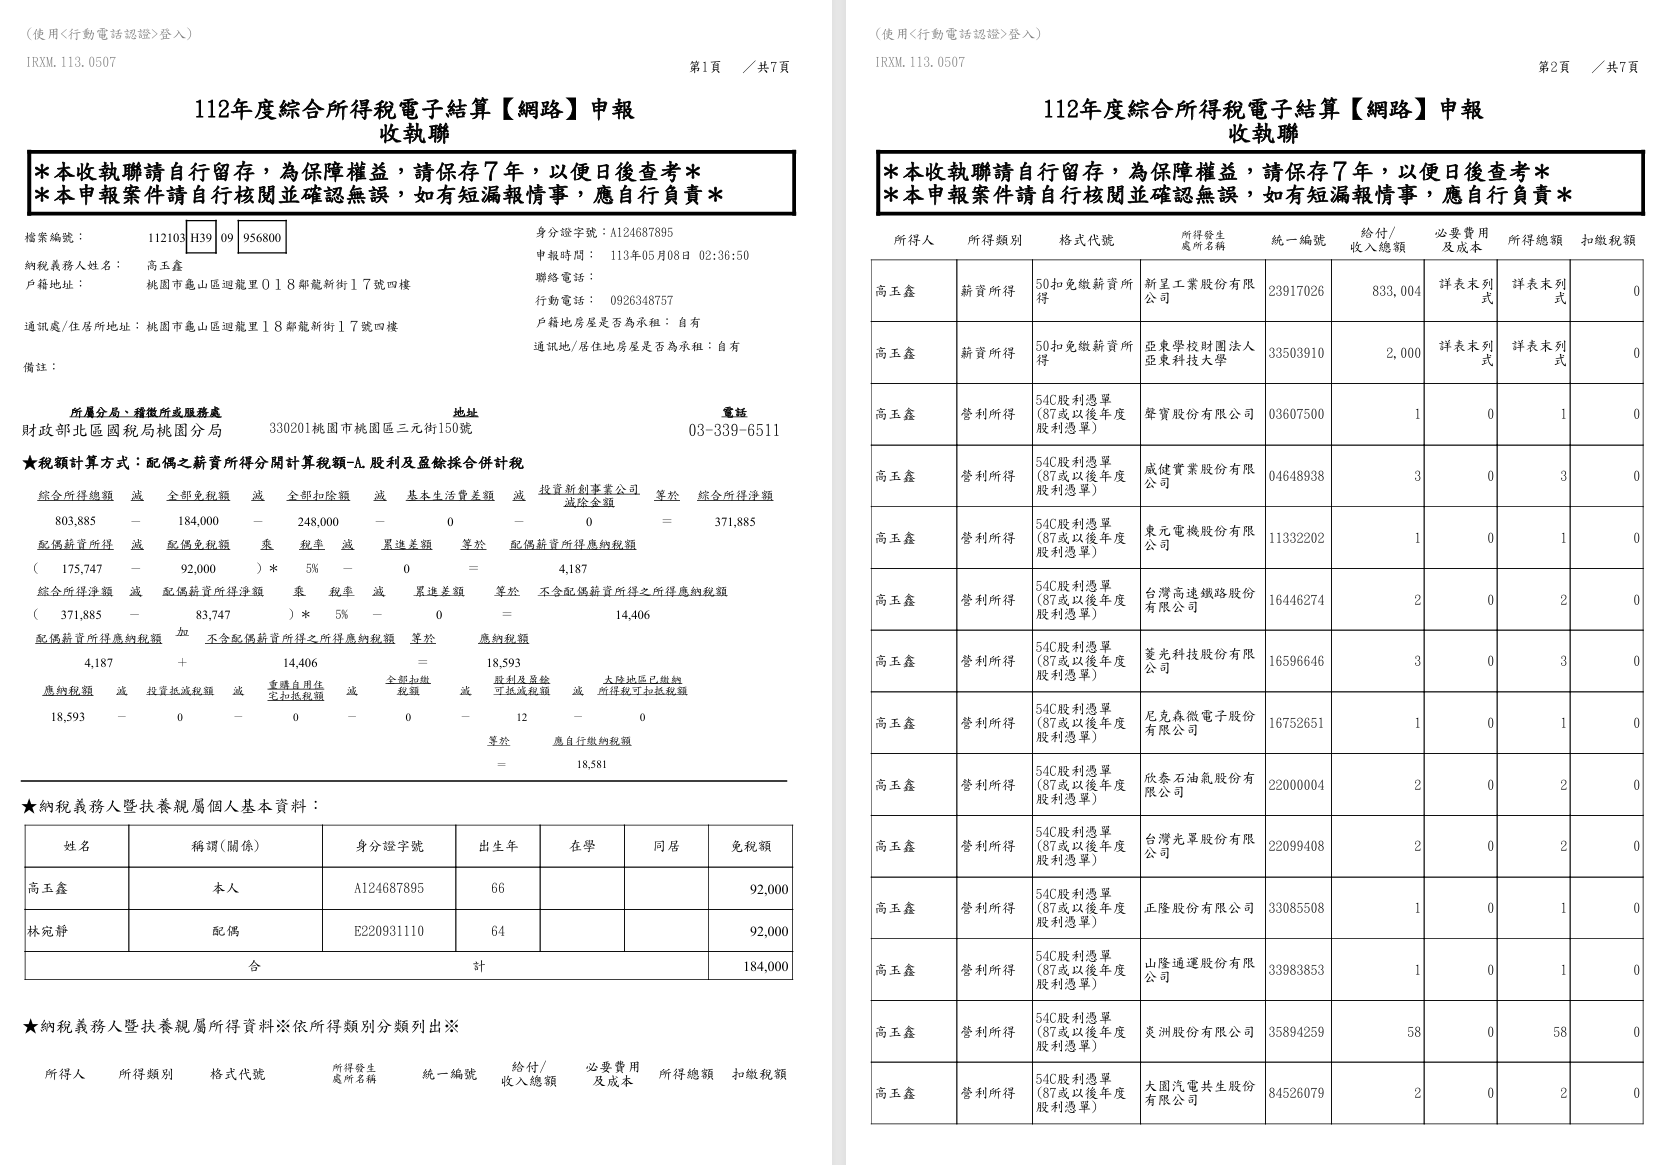 (使用<行動電話認證>登入)
IRXM.113.0507
第1頁 ／共7頁
112年度綜合所得稅電子結算【網路】申報
收執聯
＊本收執聯請自行留存，為保障權益，請保存７年，以便日後查考＊
＊本申報案件請自行核閱並確認無誤，如有短漏報情事，應自行負責＊
檔案編號： 112103 H39 09 956800
身分證字號：A124687895
申報時間： 113年05月08日 02:36:50
納稅義務人姓名： 高玉鑫
戶籍地址： 桃園市龜山區迴龍里０１８鄰龍新街１７號四樓
聯絡電話：
行動電話： 0926348757
戶籍地房屋是否為承租： 自有
通訊處/住居所地址： 桃園市龜山區迴龍里１８鄰龍新街１７號四樓
通訊地/居住地房屋是否為承租：自有
備註：
所屬分局、稽徵所或服務處 地址 電話
財政部北區國稅局桃園分局 330201桃園市桃園區三元街150號 03-339-6511
★稅額計算方式：配偶之薪資所得分開計算稅額-A.股利及盈餘採合併計稅
綜合所得總額 減 全部免稅額 減 全部扣除額 減 基本生活費差額 減 投資新創事業公司減除金額 等於 綜合所得淨額
803,885 － 184,000 － 248,000 － 0 － 0 ＝ 371,885
配偶薪資所得 減 配偶免稅額 乘 稅率 減 累進差額 等於 配偶薪資所得應納稅額
( 175,747 － 92,000 )＊ 5% － 0 ＝ 4,187
綜合所得淨額 減 配偶薪資所得淨額 乘 稅率 減 累進差額 等於 不含配偶薪資所得之所得應納稅額
( 371,885 － 83,747 )＊ 5% － 0 ＝ 14,406
配偶薪資所得應納稅額 加 不含配偶薪資所得之所得應納稅額 等於 應納稅額
4,187 ＋ 14,406 ＝ 18,593
應納稅額 減 投資抵減稅額 減 重購自用住宅扣抵稅額 減 全部扣繳稅額 減 股利及盈餘可抵減稅額 減 大陸地區已繳納所得稅可扣抵稅額
18,593 － 0 － 0 － 0 － 12 － 0
等於 應自行繳納稅額
＝ 18,581
★納稅義務人暨扶養親屬個人基本資料：
姓名 稱謂(關係) 身分證字號 出生年 在學 同居 免稅額
高玉鑫 本人 A124687895 66 92,000
林宛靜 配偶 E220931110 64 92,000
合 計 184,000
★納稅義務人暨扶養親屬所得資料※依所得類別分類列出※
所得人 所得類別 格式代號 所得發生處所名稱 統一編號 給付/收入總額 必要費用及成本 所得總額 扣繳稅額
(使用<行動電話認證>登入)
IRXM.113.0507
第2頁 ／共7頁
112年度綜合所得稅電子結算【網路】申報
收執聯
＊本收執聯請自行留存，為保障權益，請保存７年，以便日後查考＊
＊本申報案件請自行核閱並確認無誤，如有短漏報情事，應自行負責＊
所得人 所得類別 格式代號 所得發生處所名稱 統一編號 給付/收入總額 必要費用及成本 所得總額 扣繳稅額
高玉鑫 薪資所得 50扣免繳薪資所得 新呈工業股份有限公司 23917026 833,004 詳表末列式 詳表末列式 0
高玉鑫 薪資所得 50扣免繳薪資所得 亞東學校財團法人亞東科技大學 33503910 2,000 詳表末列式 詳表末列式 0
高玉鑫 營利所得 54C股利憑單(87或以後年度股利憑單) 聲寶股份有限公司 03607500 1 0 1 0
高玉鑫 營利所得 54C股利憑單(87或以後年度股利憑單) 威健實業股份有限公司 04648938 3 0 3 0
高玉鑫 營利所得 54C股利憑單(87或以後年度股利憑單) 東元電機股份有限公司 11332202 1 0 1 0
高玉鑫 營利所得 54C股利憑單(87或以後年度股利憑單) 台灣高速鐵路股份有限公司 16446274 2 0 2 0
高玉鑫 營利所得 54C股利憑單(87或以後年度股利憑單) 菱光科技股份有限公司 16596646 3 0 3 0
高玉鑫 營利所得 54C股利憑單(87或以後年度股利憑單) 尼克森微電子股份有限公司 16752651 1 0 1 0
高玉鑫 營利所得 54C股利憑單(87或以後年度股利憑單) 欣泰石油氣股份有限公司 22000004 2 0 2 0
高玉鑫 營利所得 54C股利憑單(87或以後年度股利憑單) 台灣光罩股份有限公司 22099408 2 0 2 0
高玉鑫 營利所得 54C股利憑單(87或以後年度股利憑單) 正隆股份有限公司 33085508 1 0 1 0
高玉鑫 營利所得 54C股利憑單(87或以後年度股利憑單) 山隆通運股份有限公司 33983853 1 0 1 0
高玉鑫 營利所得 54C股利憑單(87或以後年度股利憑單) 炎洲股份有限公司 35894259 58 0 58 0
高玉鑫 營利所得 54C股利憑單(87或以後年度股利憑單) 大園汽電共生股份有限公司 84526079 2 0 2 0